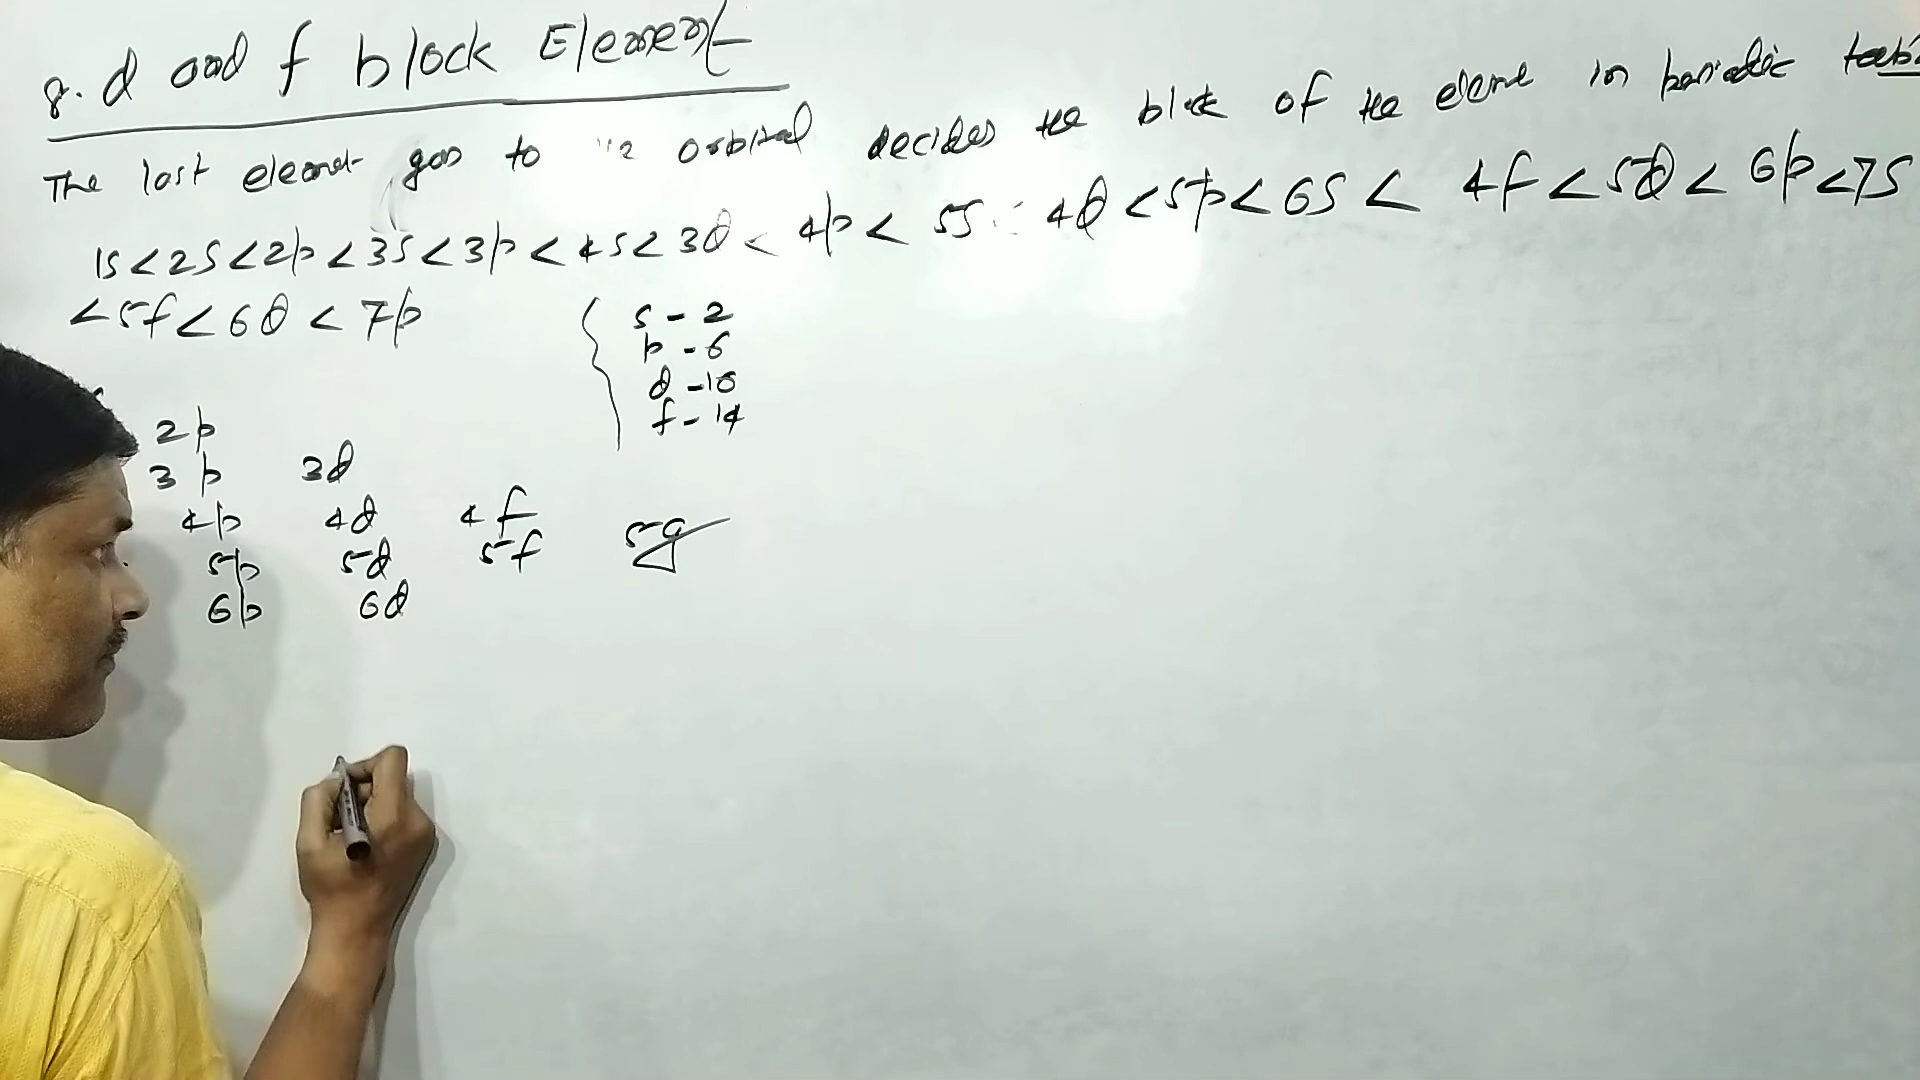 8. d and f block Element
The last element goes to the orbital decides the block of the eleme in periodic table
1s < 2s < 2p < 3s < 3p < 4s < 3d < 4p < 5s < 4d < 5p < 6s < 4f < 5d < 6p < 7s
< 5f < 6d < 7p
s - 2
p - 6
d - 10
f - 14
2p
3p 3d
4p 4d 4f
5p 5d 5f 5g
6p 6d